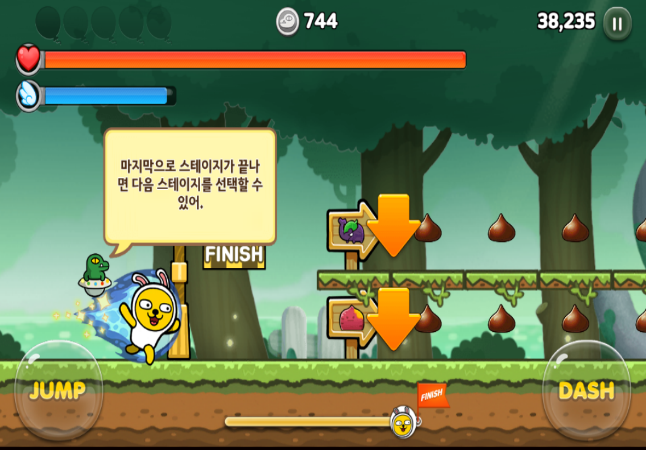 744
38,235
마지막으로 스테이지가 끝나
면 다음 스테이지를 선택할 수
있어.
FINISH
JUMP
FINISH
DASH